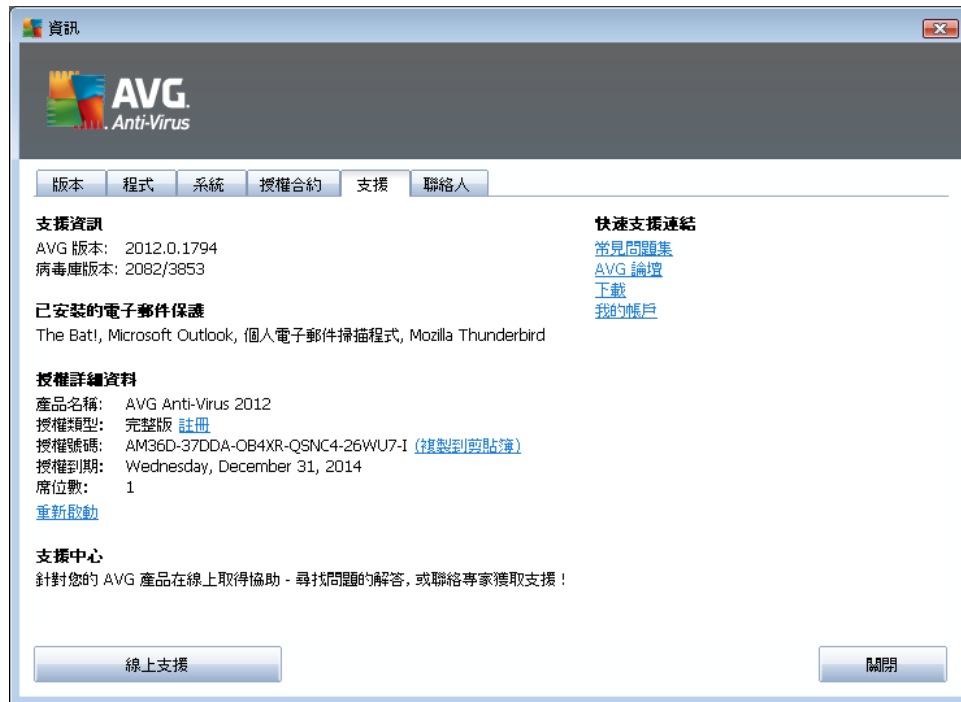 資訊
AVG.
Anti-Virus
版本 程式 系統 授權合約 支援 聯絡人
支援資訊
AVG 版本: 2012.0.1794
病毒庫版本: 2082/3853
已安裝的電子郵件保護
The Bat!, Microsoft Outlook, 個人電子郵件掃描程式, Mozilla Thunderbird
授權詳細資料
產品名稱: AVG Anti-Virus 2012
授權類型: 完整版 註冊
授權號碼: AM36D-37DDA-OB4XR-QSNC4-26WU7-I (複製到剪貼簿)
授權到期: Wednesday, December 31, 2014
席位數: 1
重新啟動
支援中心
針對您的 AVG 產品在線上取得協助 - 尋找問題的解答, 或聯絡專家獲取支援！
快速支援連結
常見問題集
AVG 論壇
下載
我的帳戶
線上支援
關閉